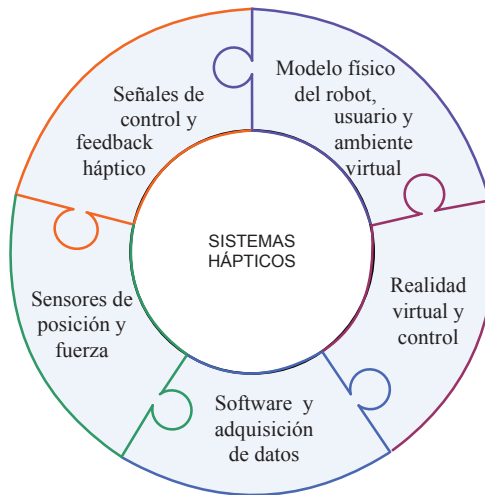 Señales de
control y
feedback
háptico
Modelo físico
del robot,
usuario y
ambiente
virtual
SISTEMAS
HÁPTICOS
Sensores de
posición y
fuerza
Realidad
virtual y
control
Software y
adquisición
de datos